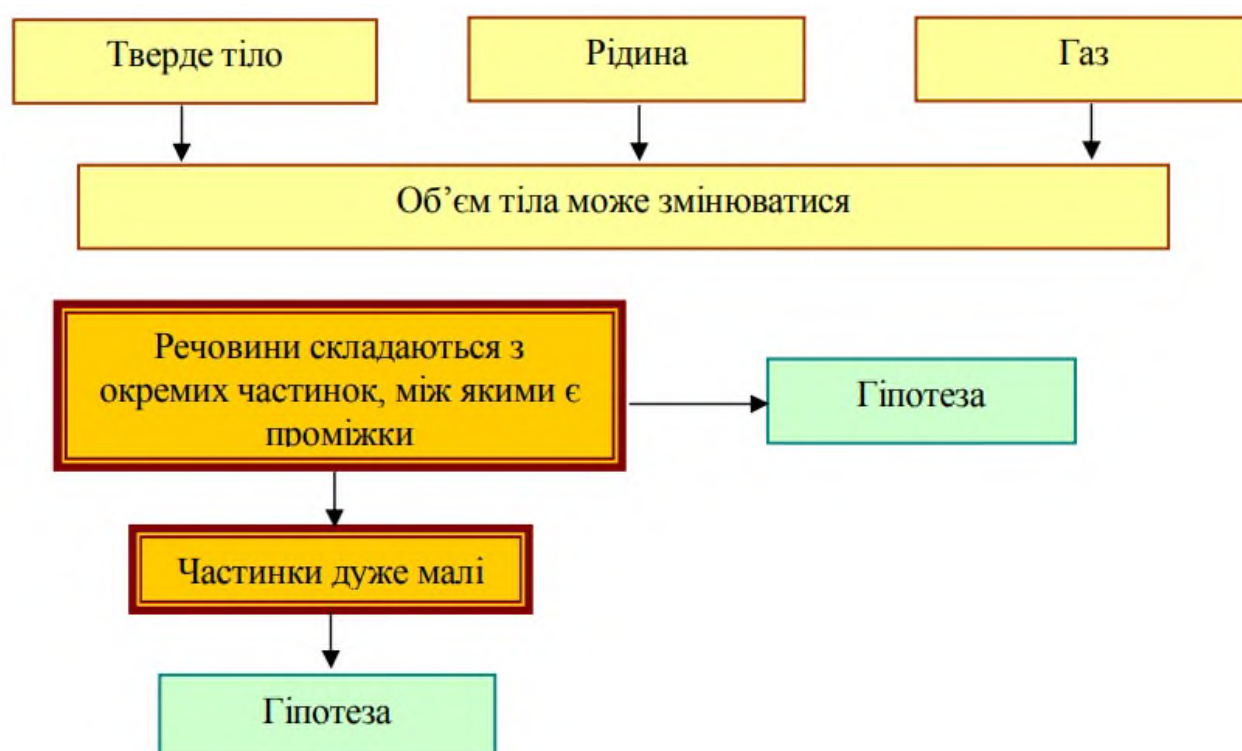 Тверде тіло
Рідина
Газ
Об’єм тіла може змінюватися
Речовини складаються з
окремих частинок, між якими є
проміжки
Гіпотеза
Частинки дуже малі
Гіпотеза